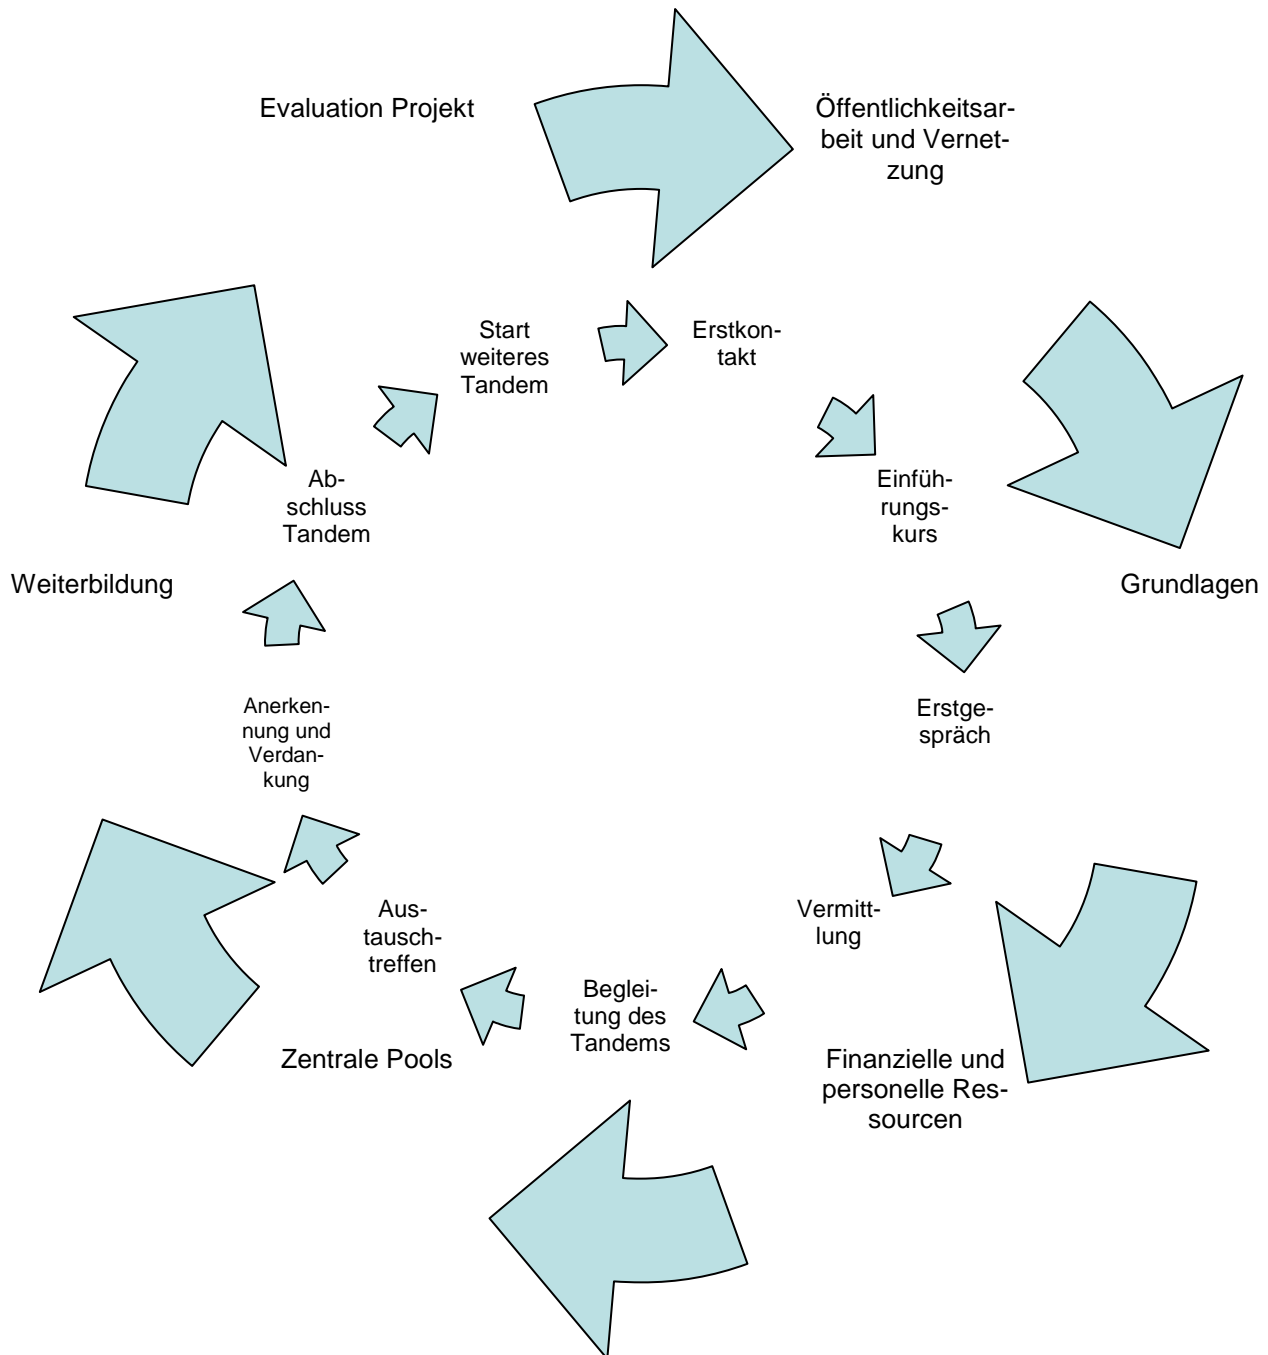 Evaluation Projekt
Öffentlichkeitsar-
beit und Vernet-
zung
Start
weiteres
Tandem
Erstkon-
takt
Ab-
schluss
Tandem
Einfüh-
rungs-
kurs
Weiterbildung
Grundlagen
Anerken-
nung und
Verdan-
kung
Erstge-
spräch
Aus-
tausch-
treffen
Vermitt-
lung
Beglei-
tung des
Tandems
Zentrale Pools
Finanzielle und
personelle Res-
sourcen